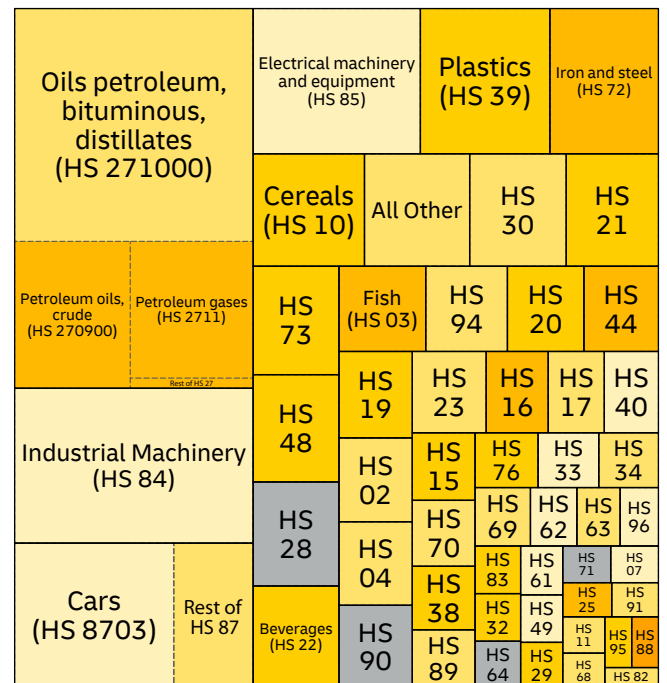 Oils petroleum,
bituminous,
distillates
(HS 271000)
Petroleum oils,
crude
(HS 270900)
Petroleum gases
(HS 2711)
Rest of HS 27
Industrial Machinery
(HS 84)
Cars
(HS 8703)
Rest of
HS 87
Electrical machinery
and equipment
(HS 85)
Plastics
(HS 39)
Iron and steel
(HS 72)
Cereals
(HS 10)
All Other
HS
30
HS
21
HS
73
Fish
(HS 03)
HS
94
HS
20
HS
44
HS
48
HS
19
HS
23
HS
16
HS
17
HS
40
HS
28
HS
02
HS
15
HS
76
HS
33
HS
34
HS
69
HS
62
HS
63
HS
96
HS
04
HS
70
HS
83
HS
61
HS
71
HS
07
Beverages
(HS 22)
HS
90
HS
38
HS
32
HS
49
HS
25
HS
91
HS
11
HS
95
HS
88
HS
89
HS
64
HS
29
HS
68
HS 82